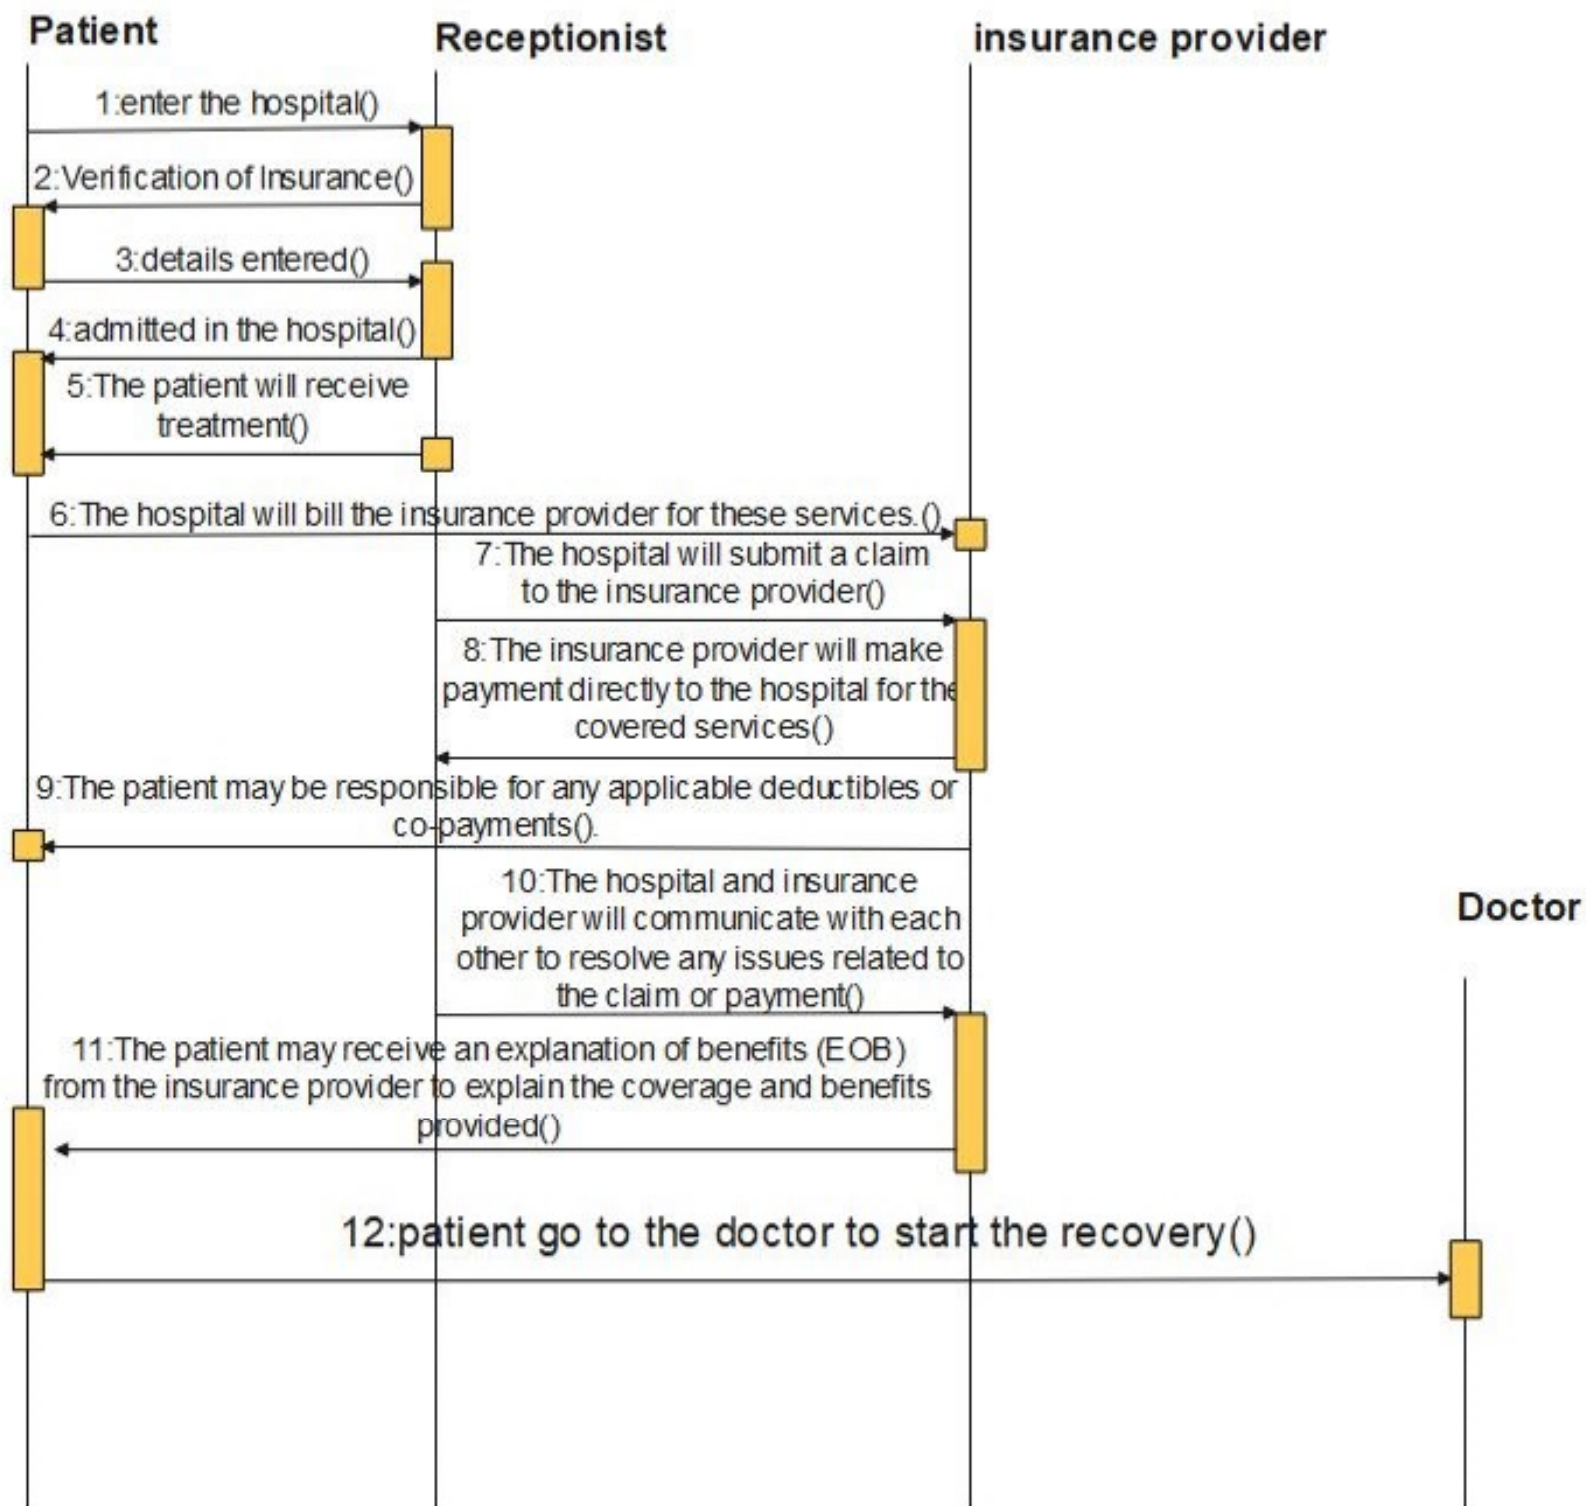 Patient
Receptionist
insurance provider
1:enter the hospital()
2:Verification of Insurance()
3:details entered()
4:admitted in the hospital()
5:The patient will receive
treatment()
6:The hospital will bill the insurance provider for these services.()
7:The hospital will submit a claim
to the insurance provider()
8:The insurance provider will make
payment directly to the hospital for the
covered services()
9:The patient may be responsible for any applicable deductibles or
co-payments().
10:The hospital and insurance
provider will communicate with each
other to resolve any issues related to
the claim or payment()
Doctor
11:The patient may receive an explanation of benefits (EOB)
from the insurance provider to explain the coverage and benefits
provided()
12:patient go to the doctor to start the recovery()